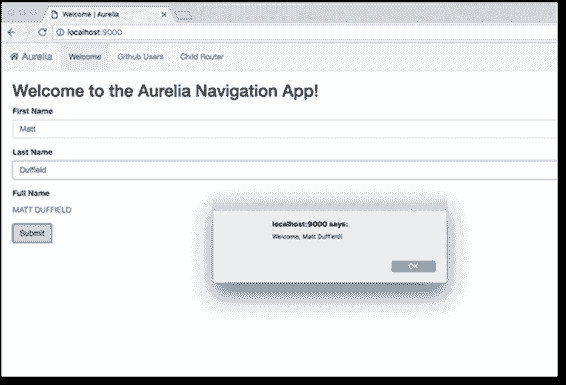 Welcome | Aurelia
localhost:9000
Aurelia Welcome Github Users Child Router
Welcome to the Aurelia Navigation App!
First Name
Matt
Last Name
Duffield
Full Name
MATT DUFFIELD
Submit
localhost:9000 says:
Welcome, Matt Duffield!
OK